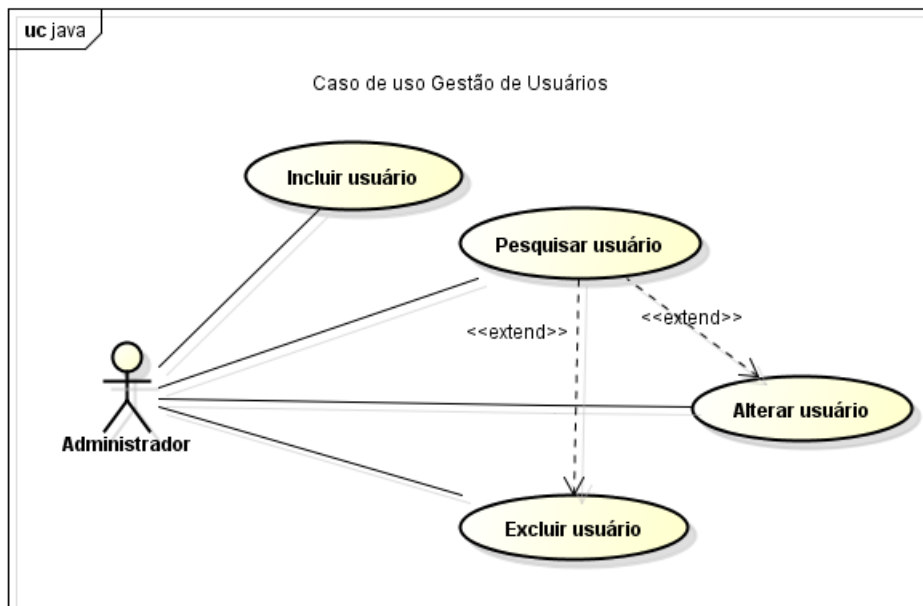 uc java
Caso de uso Gestão de Usuários
Incluir usuário
Pesquisar usuário
<<extend>>
<<extend>>
Alterar usuário
Administrador
Excluir usuário